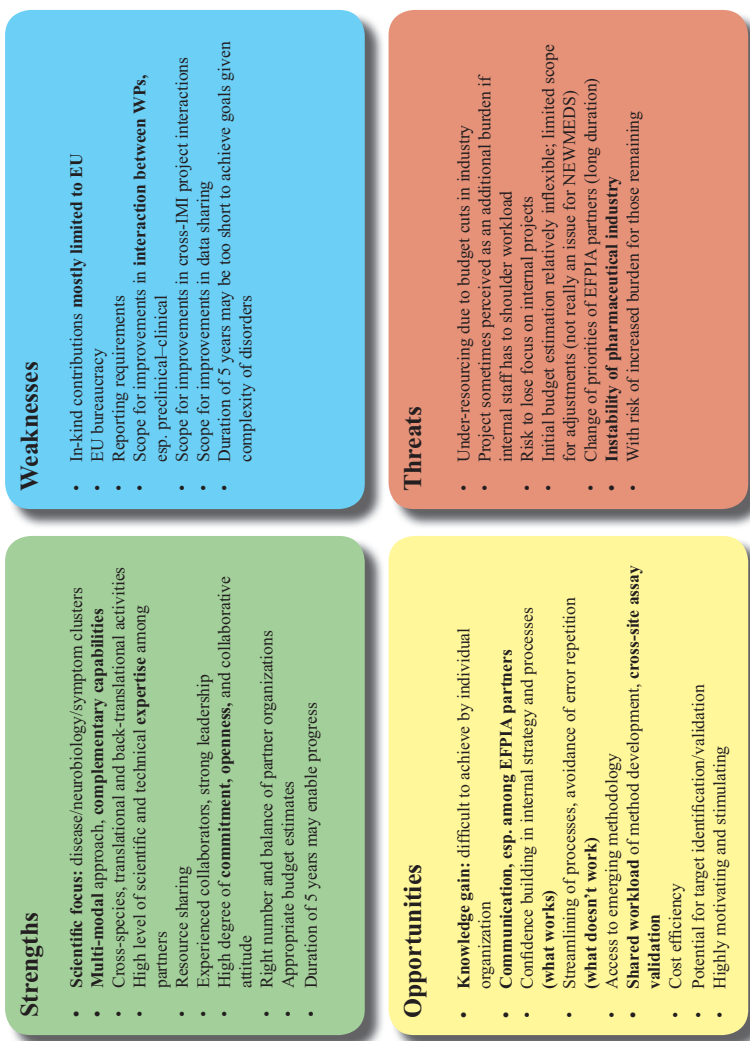 Strengths
• Scientific focus: disease/neurobiology/symptom clusters
• Multi-modal approach, complementary capabilities
• Cross-species, translational and back-translational activities
• High level of scientific and technical expertise among
partners
• Resource sharing
• Experienced collaborators, strong leadership
• High degree of commitment, openness, and collaborative
attitude
• Right number and balance of partner organizations
• Appropriate budget estimates
• Duration of 5 years may enable progress
Weaknesses
• In-kind contributions mostly limited to EU
• EU bureaucracy
• Reporting requirements
• Scope for improvements in interaction between WPs,
esp. preclinical–clinical
• Scope for improvements in cross-IMI project interactions
• Scope for improvements in data sharing
• Duration of 5 years may be too short to achieve goals given
complexity of disorders
Opportunities
• Knowledge gain: difficult to achieve by individual
organization
• Communication, esp. among EFPIA partners
• Confidence building in internal strategy and processes
(what works)
• Streamlining of processes, avoidance of error repetition
(what doesn't work)
• Access to emerging methodology
• Shared workload of method development, cross-site assay
validation
• Cost efficiency
• Potential for target identification/validation
• Highly motivating and stimulating
Threats
• Under-resourcing due to budget cuts in industry
• Project sometimes perceived as an additional burden if
internal staff has to shoulder workload
• Risk to lose focus on internal projects
• Initial budget estimation relatively inflexible; limited scope
for adjustments (not really an issue for NEWMEDS)
• Change of priorities of EFPIA partners (long duration)
• Instability of pharmaceutical industry
• With risk of increased burden for those remaining